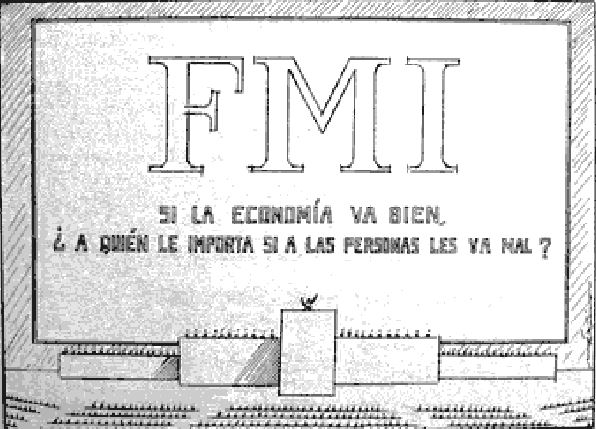 FMI
SI LA ECONOMÍA VA BIEN,
¿ A QUIÉN LE IMPORTA SI A LAS PERSONAS LES VA MAL ?